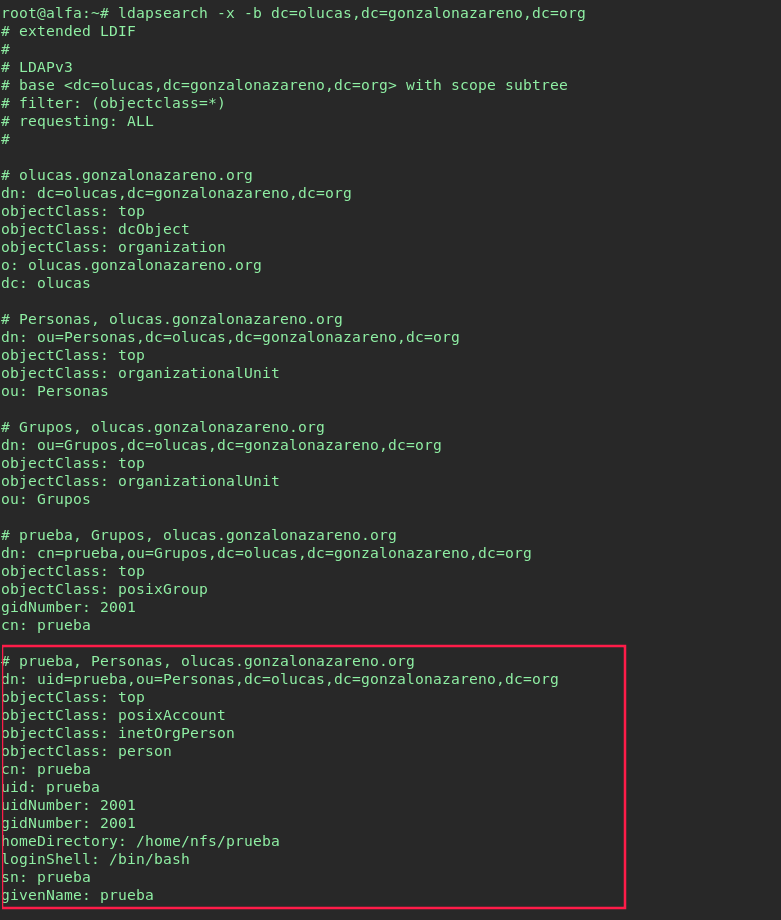 root@alfa:~# ldapsearch -x -b dc=olucas,dc=gonzalonazareno,dc=org
# extended LDIF
#
# LDAPv3
# base <dc=olucas,dc=gonzalonazareno,dc=org> with scope subtree
# filter: (objectclass=*)
# requesting: ALL
#

# olucas.gonzalonazareno.org
dn: dc=olucas,dc=gonzalonazareno,dc=org
objectClass: top
objectClass: dcObject
objectClass: organization
o: olucas.gonzalonazareno.org
dc: olucas

# Personas, olucas.gonzalonazareno.org
dn: ou=Personas,dc=olucas,dc=gonzalonazareno,dc=org
objectClass: top
objectClass: organizationalUnit
ou: Personas

# Grupos, olucas.gonzalonazareno.org
dn: ou=Grupos,dc=olucas,dc=gonzalonazareno,dc=org
objectClass: top
objectClass: organizationalUnit
ou: Grupos

# prueba, Grupos, olucas.gonzalonazareno.org
dn: cn=prueba,ou=Grupos,dc=olucas,dc=gonzalonazareno,dc=org
objectClass: top
objectClass: posixGroup
gidNumber: 2001
cn: prueba

# prueba, Personas, olucas.gonzalonazareno.org
dn: uid=prueba,ou=Personas,dc=olucas,dc=gonzalonazareno,dc=org
objectClass: top
objectClass: posixAccount
objectClass: inetOrgPerson
objectClass: person
cn: prueba
uid: prueba
uidNumber: 2001
gidNumber: 2001
homeDirectory: /home/nfs/prueba
loginShell: /bin/bash
sn: prueba
givenName: prueba